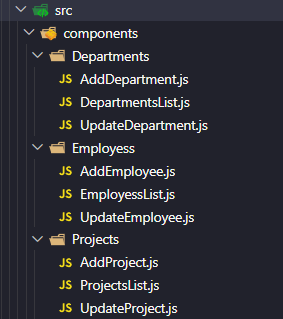 src
components
Departments
JS AddDepartment.js
JS DepartmentsList.js
JS UpdateDepartment.js
Employess
JS AddEmployee.js
JS EmployessList.js
JS UpdateEmployee.js
Projects
JS AddProject.js
JS ProjectsList.js
JS UpdateProject.js